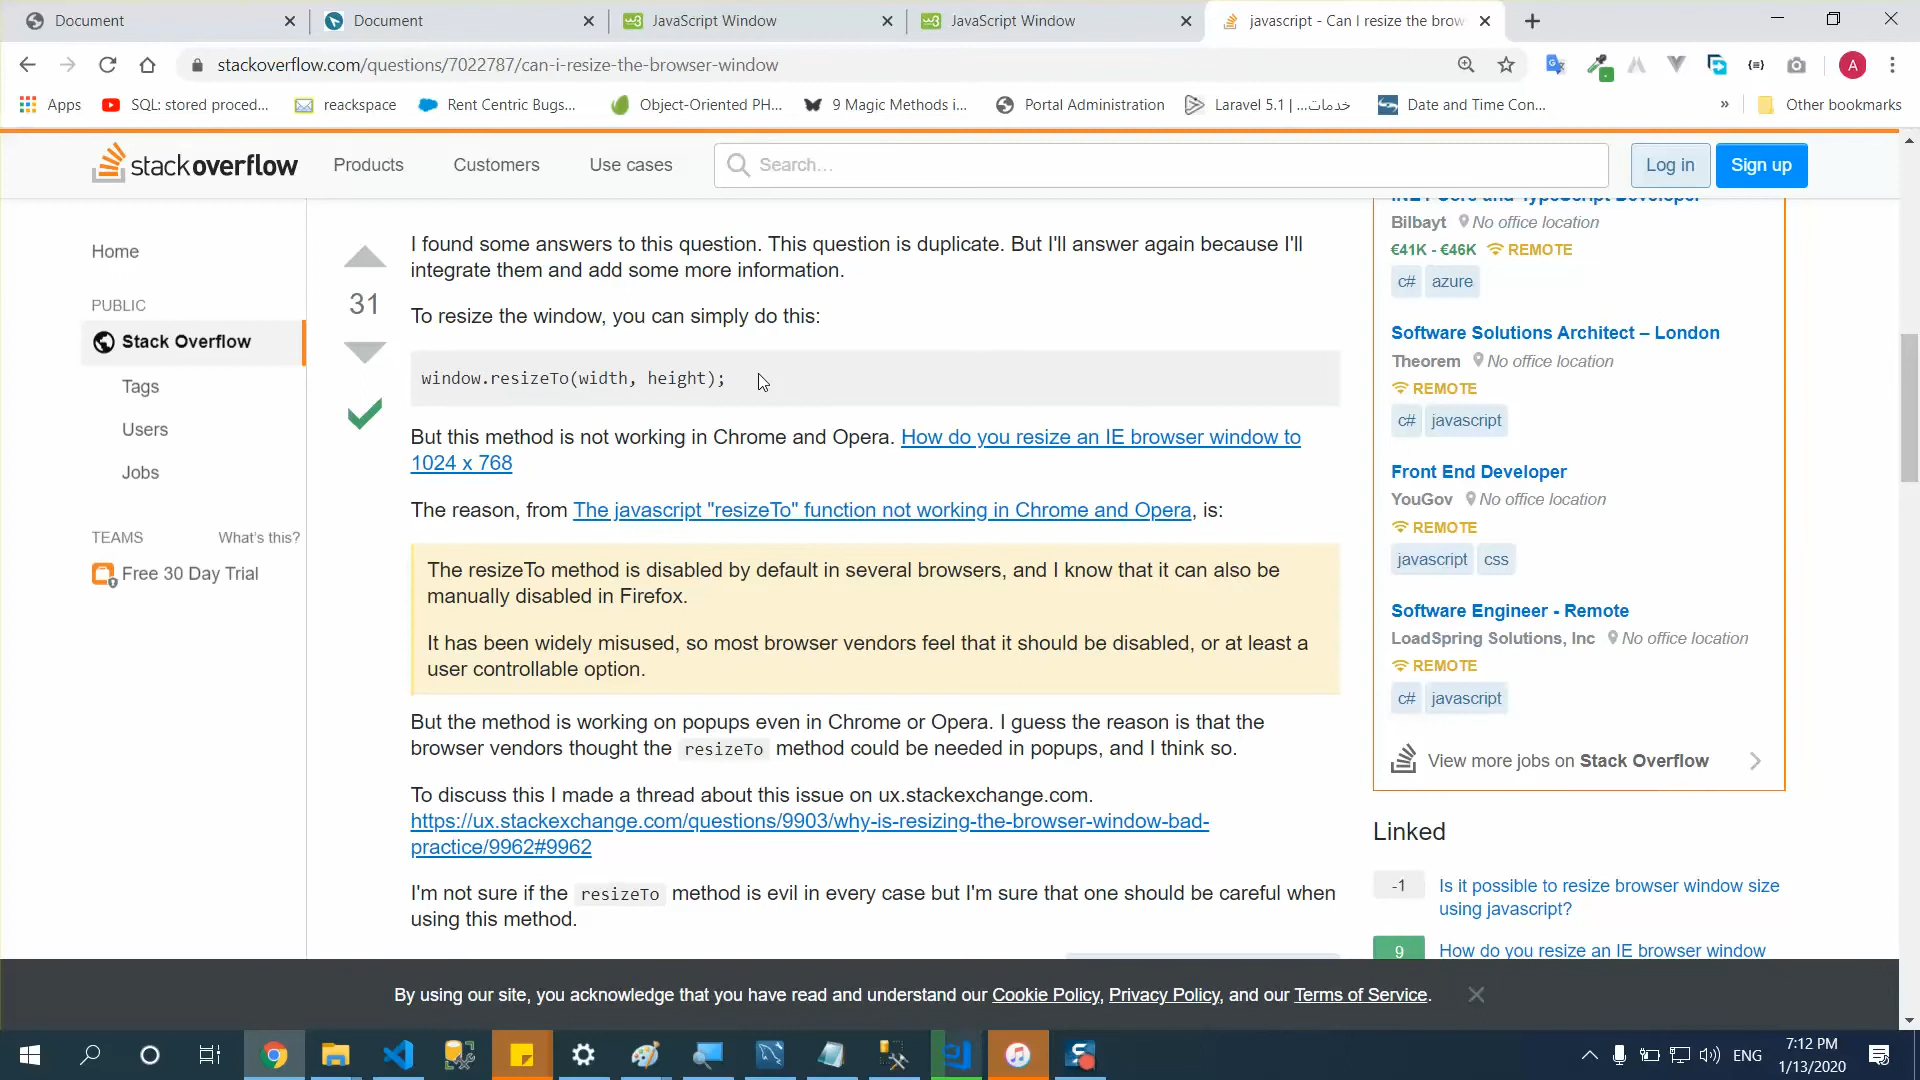 Document
Document
JavaScript Window
JavaScript Window
javascript - Can I resize the brow
stackoverflow.com/questions/7022787/can-i-resize-the-browser-window
A
Apps
SQL: stored proced...
reackspace
Rent Centric Bugs...
Object-Oriented PH...
9 Magic Methods i...
Portal Administration
Laravel 5.1 | ...خدمات
Date and Time Con...
»
Other bookmarks
stackoverflow
Products
Customers
Use cases
Search...
Log in
Sign up
Home
PUBLIC
Stack Overflow
Tags
Users
Jobs
TEAMS
What's this?
Free 30 Day Trial
31
I found some answers to this question. This question is duplicate. But I'll answer again because I'll
integrate them and add some more information.
To resize the window, you can simply do this:
window.resizeTo(width, height);
But this method is not working in Chrome and Opera. How do you resize an IE browser window to
1024 x 768
The reason, from The javascript "resizeTo" function not working in Chrome and Opera, is:
The resizeTo method is disabled by default in several browsers, and I know that it can also be
manually disabled in Firefox.
It has been widely misused, so most browser vendors feel that it should be disabled, or at least a
user controllable option.
But the method is working on popups even in Chrome or Opera. I guess the reason is that the
browser vendors thought the resizeTo method could be needed in popups, and I think so.
To discuss this I made a thread about this issue on ux.stackexchange.com.
https://ux.stackexchange.com/questions/9903/why-is-resizing-the-browser-window-bad-
practice/9962#9962
I'm not sure if the resizeTo method is evil in every case but I'm sure that one should be careful when
using this method.
.NET Core and TypeScript Developer
Bilbayt No office location
€41K - €46K REMOTE
c# azure
Software Solutions Architect – London
Theorem No office location
REMOTE
c# javascript
Front End Developer
YouGov No office location
REMOTE
javascript css
Software Engineer - Remote
LoadSpring Solutions, Inc No office location
REMOTE
c# javascript
View more jobs on Stack Overflow
Linked
-1 Is it possible to resize browser window size
using javascript?
9 How do you resize an IE browser window
By using our site, you acknowledge that you have read and understand our Cookie Policy, Privacy Policy, and our Terms of Service.
ENG
7:12 PM
1/13/2020